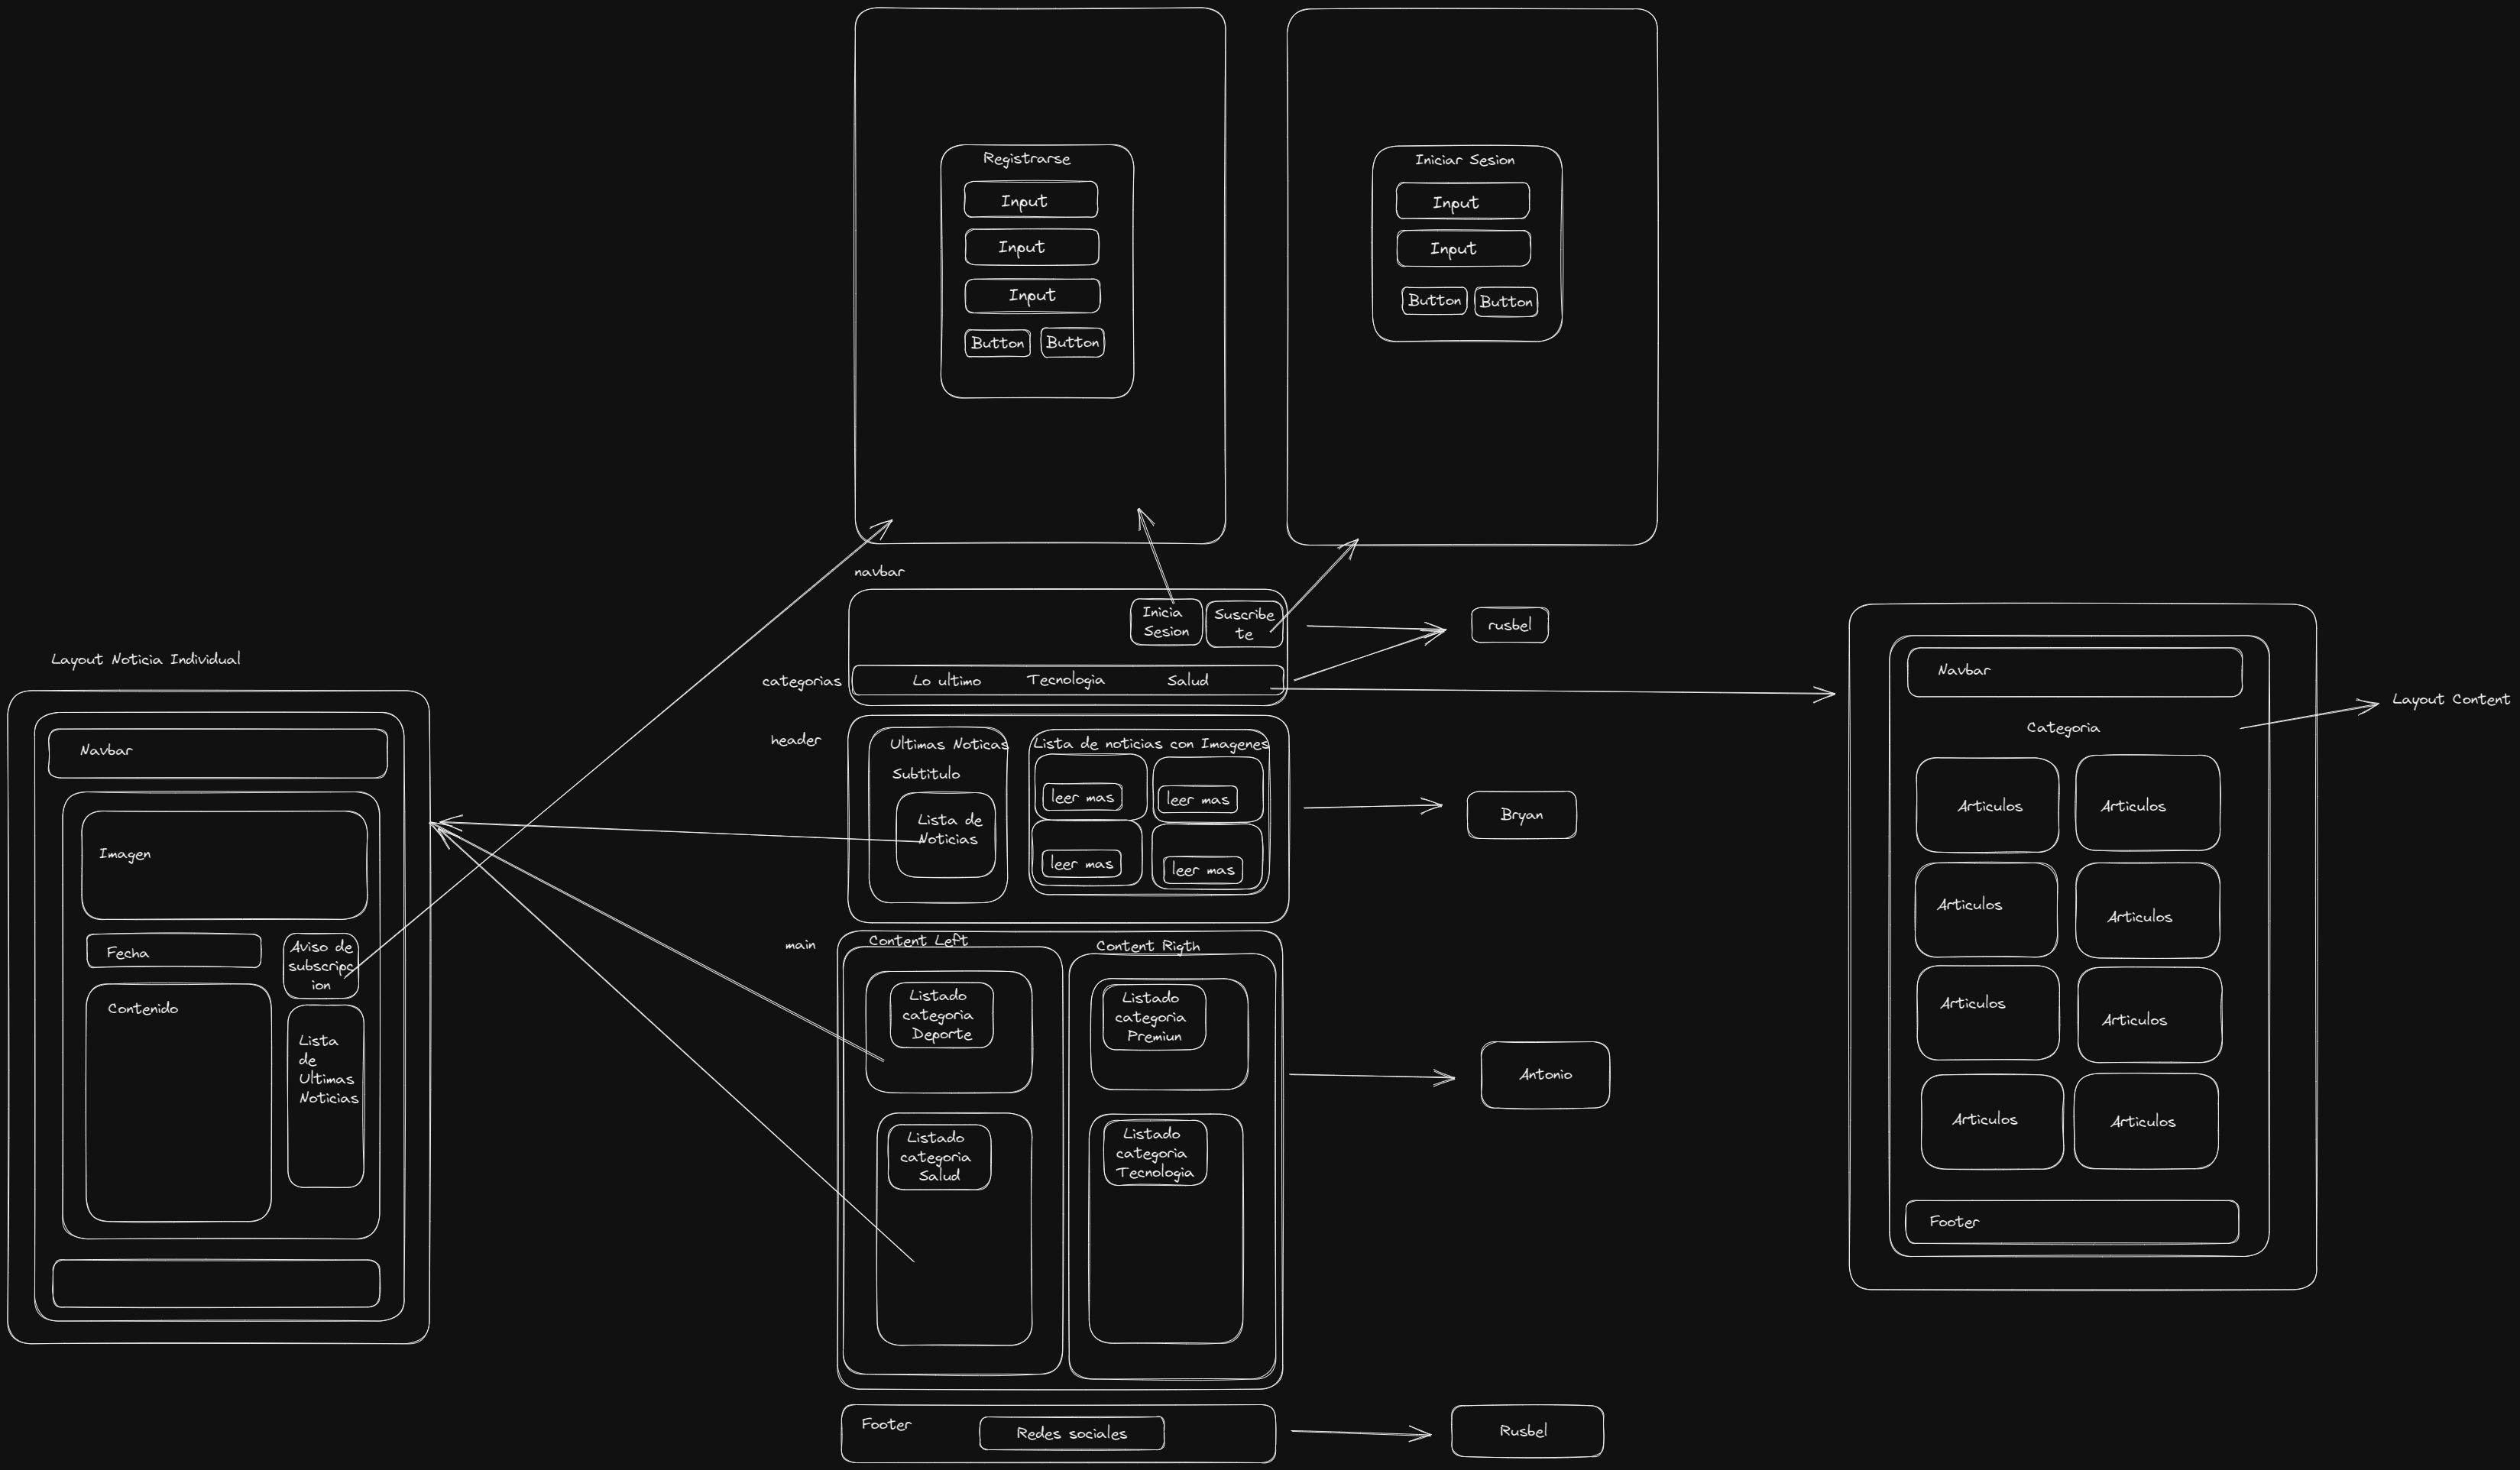 Registrarse
Input
Input
Input
Button
Button
Iniciar Sesion
Input
Input
Button
Button
navbar
Inicia
Sesion
Suscribe
te
rusbel
categorias
Lo ultimo
Tecnologia
Salud
Layout Noticia Individual
Navbar
Imagen
Fecha
Aviso de
subscripc
ion
Contenido
Lista
de
Ultimas
Noticias
header
Ultimas Noticas
Subtitulo
Lista de
Noticias
Lista de noticias con Imagenes
leer mas
leer mas
leer mas
leer mas
Bryan
main
Content Left
Listado
categoria
Deporte
Listado
categoria
Salud
Content Rigth
Listado
categoria
Premiun
Listado
categoria
Tecnologia
Antonio
Footer
Redes sociales
Rusbel
Navbar
Layout Content
Categoria
Articulos
Articulos
Articulos
Articulos
Articulos
Articulos
Articulos
Articulos
Footer